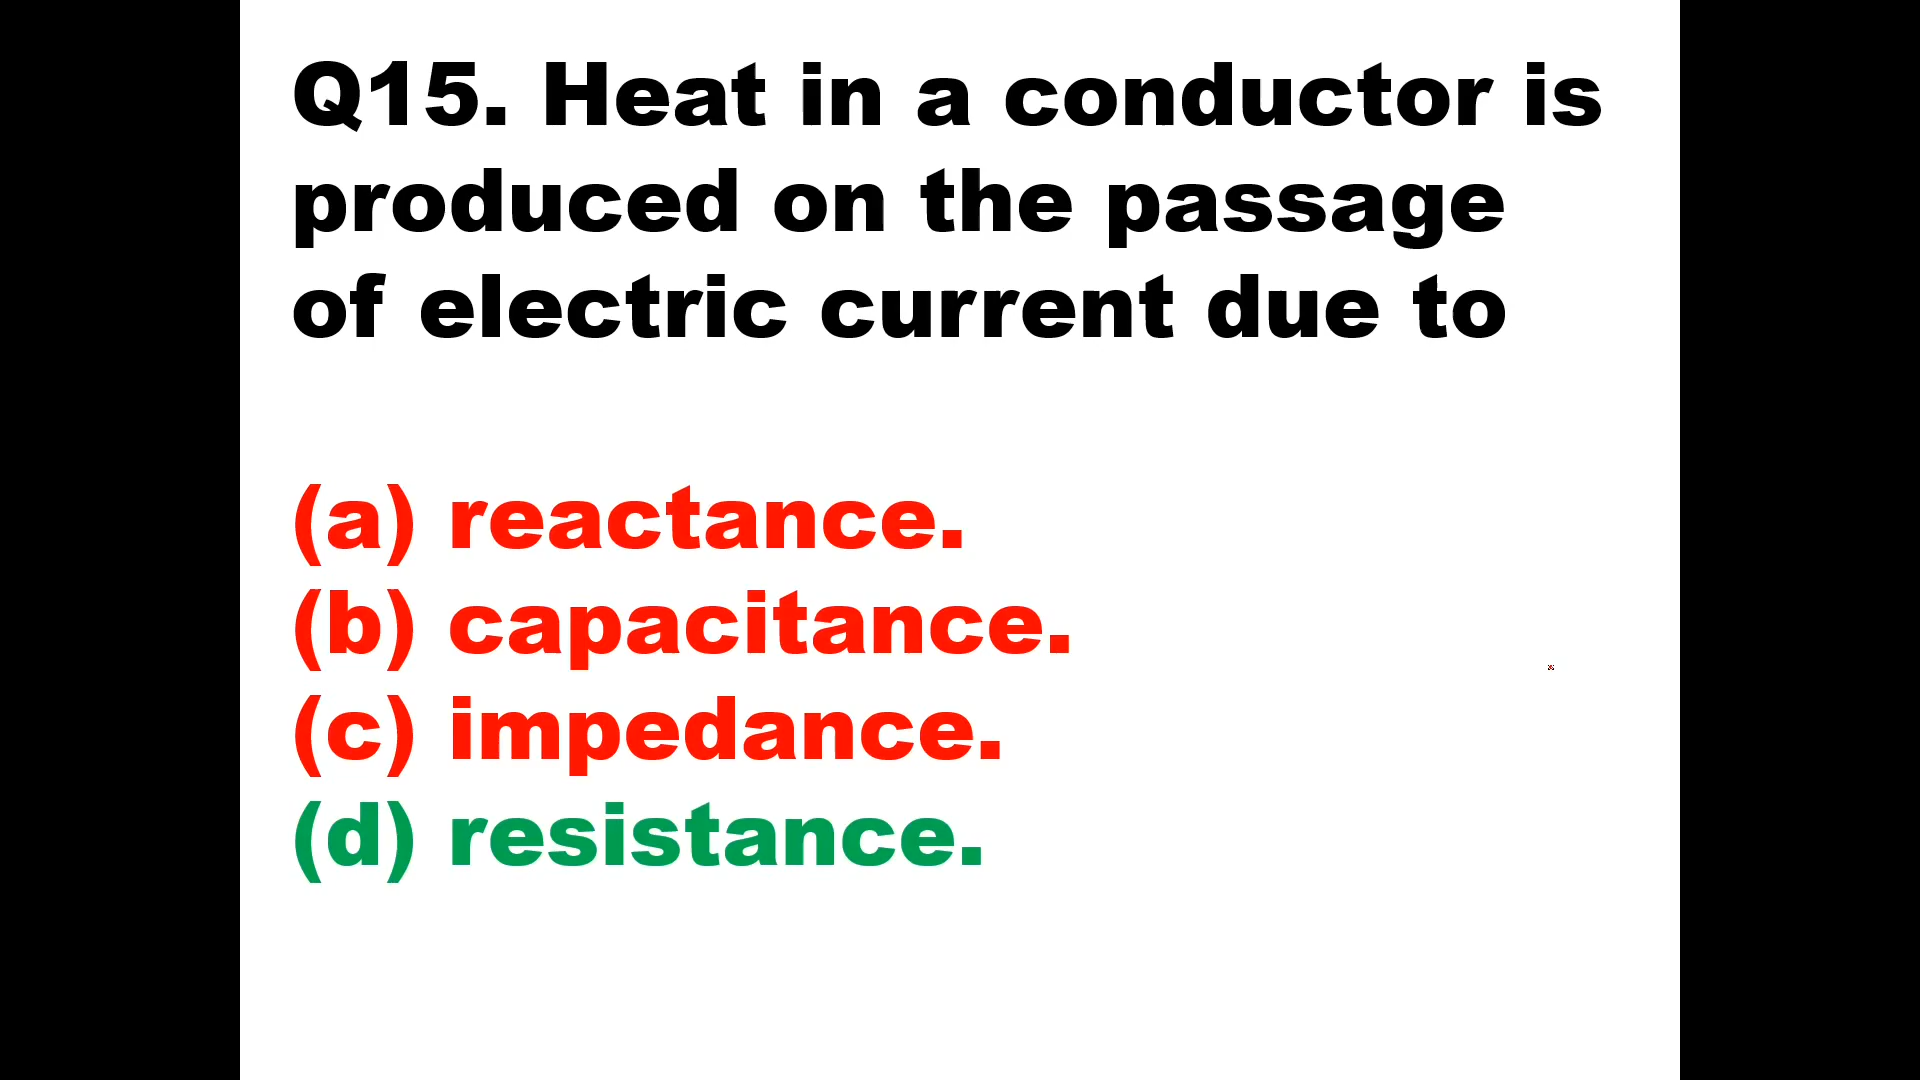 Q15. Heat in a conductor is
produced on the passage
of electric current due to
(a) reactance.
(b) capacitance.
(c) impedance.
(d) resistance.